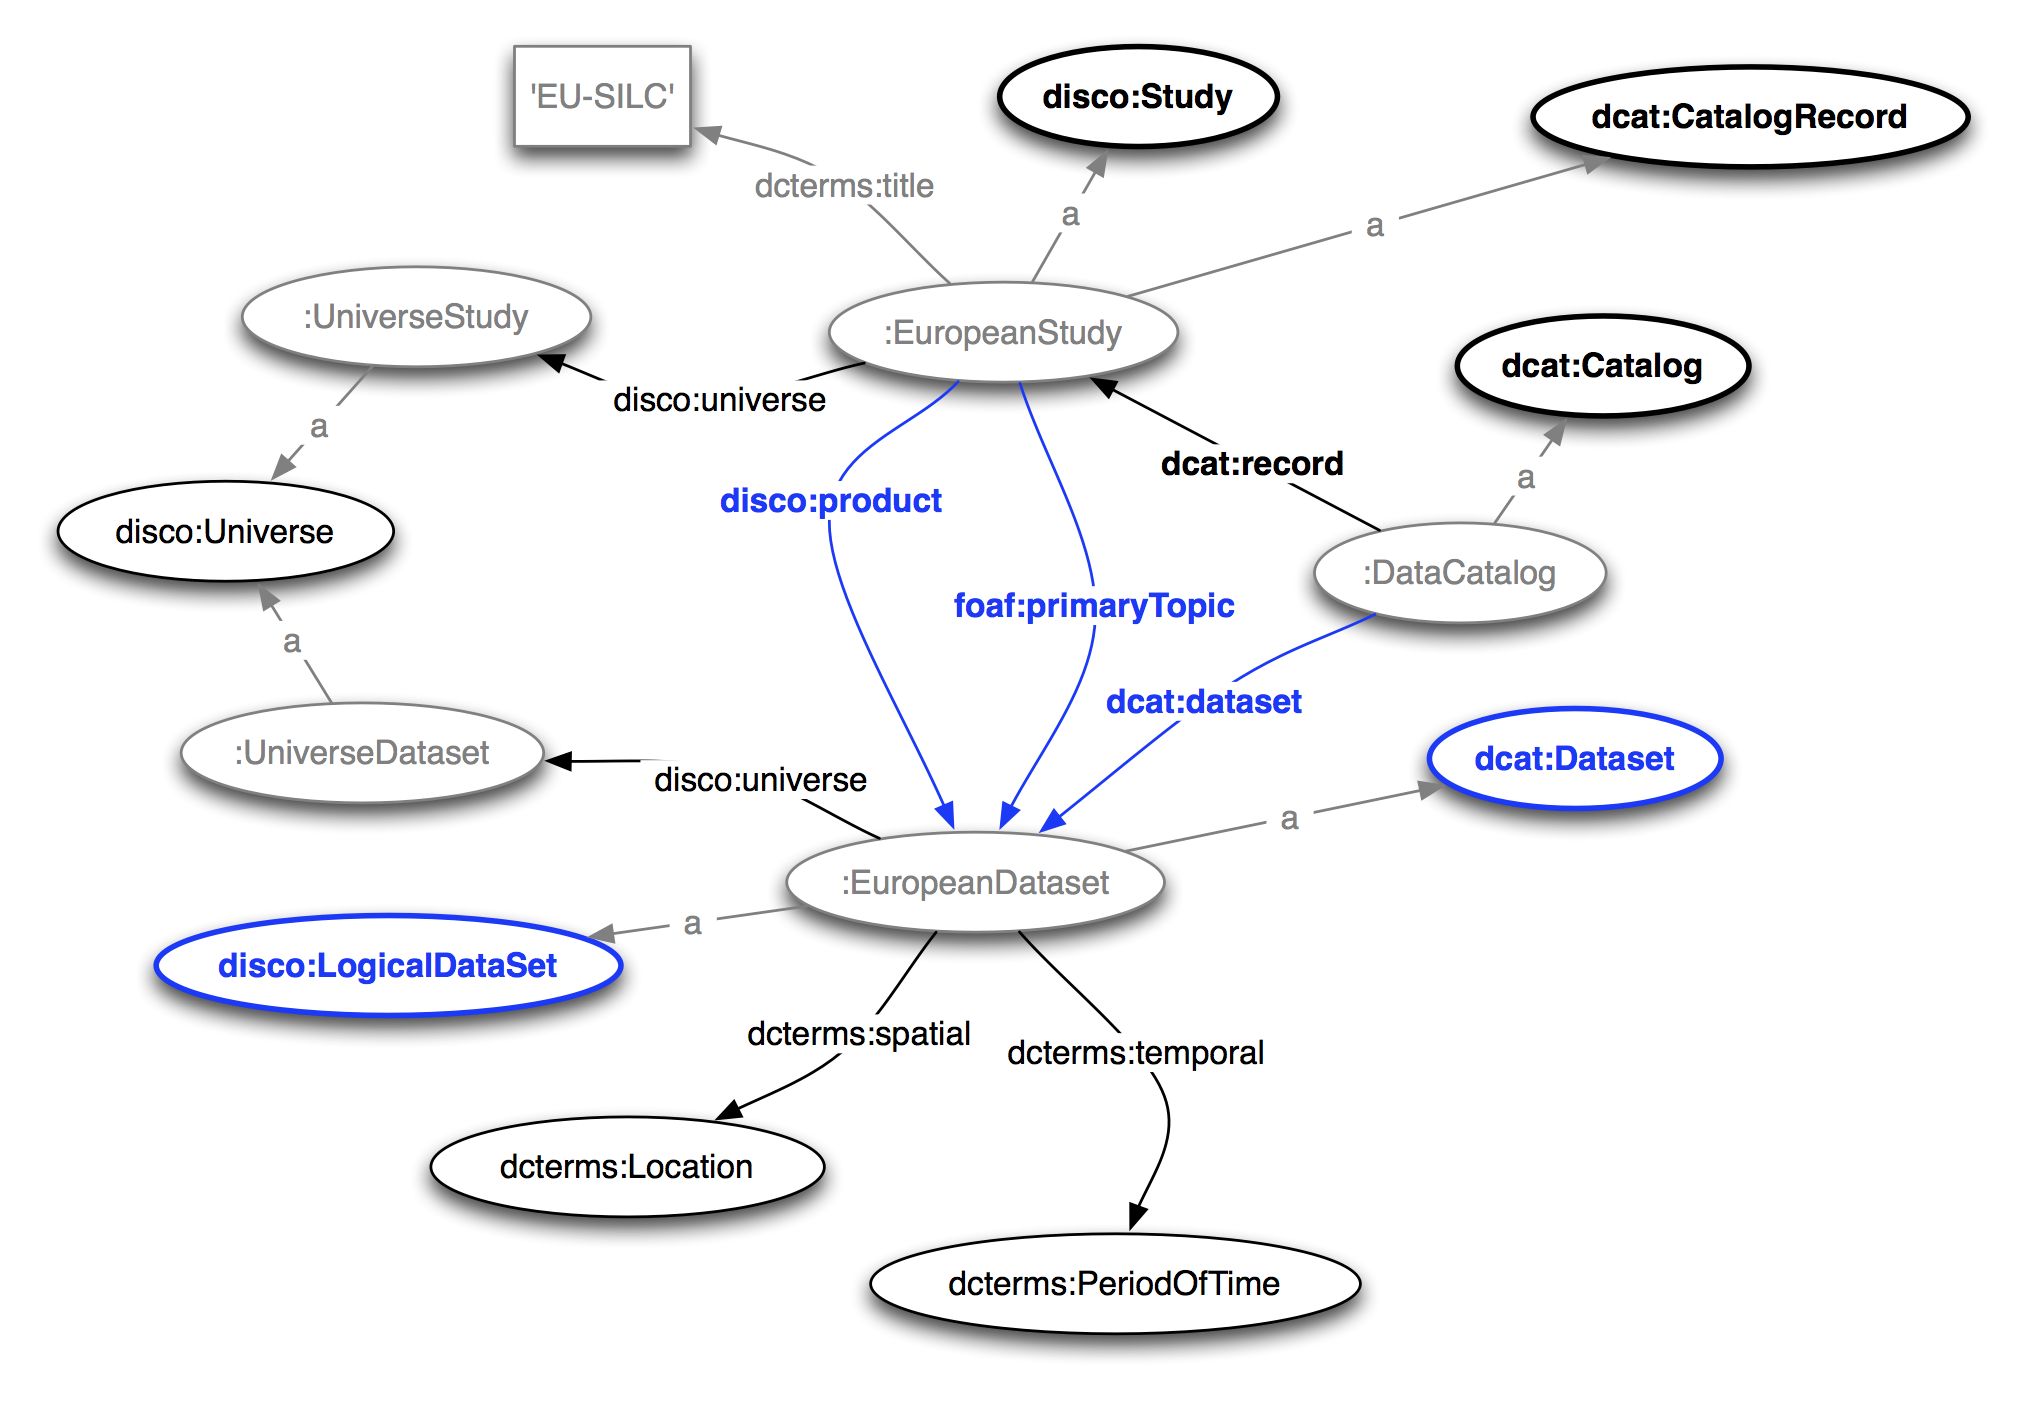 'EU-SILC'
disco:Study
dcat:CatalogRecord
dcterms:title
a
a
:UniverseStudy
:EuropeanStudy
dcat:Catalog
disco:universe
a
dcat:record
a
disco:product
disco:Universe
:DataCatalog
foaf:primaryTopic
a
dcat:dataset
:UniverseDataset
disco:universe
dcat:Dataset
a
:EuropeanDataset
a
disco:LogicalDataSet
dcterms:spatial
dcterms:temporal
dcterms:Location
dcterms:PeriodOfTime